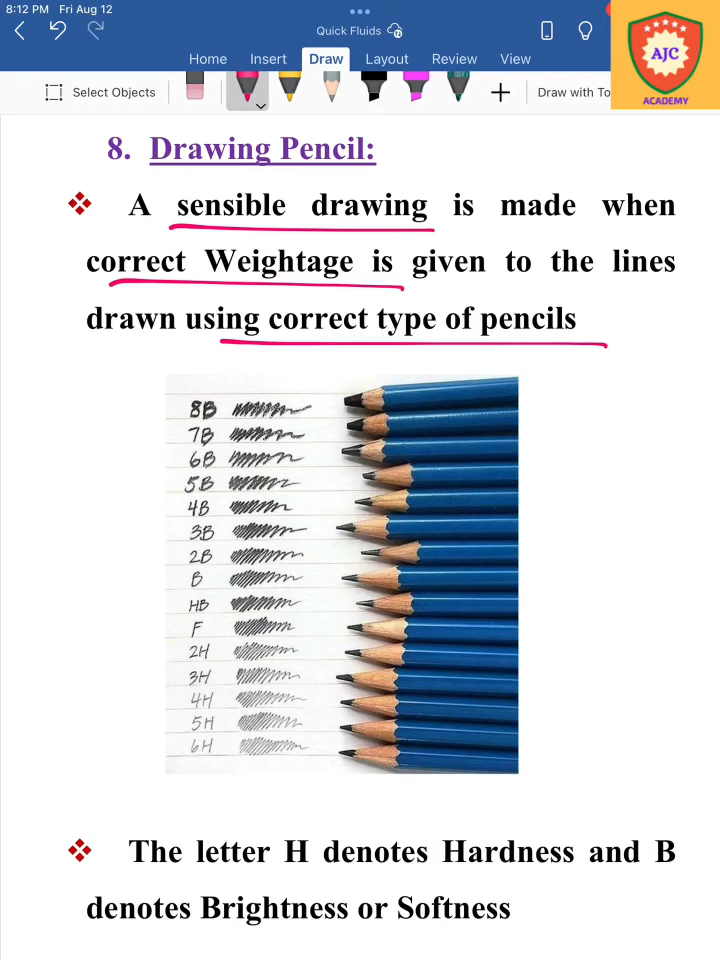 8:12 PM Fri Aug 12
Quick Fluids
Home Insert Draw Layout Review View
Select Objects
Draw with To
AJC
ACADEMY
8. Drawing Pencil:
A sensible drawing is made when
correct Weightage is given to the lines
drawn using correct type of pencils
8B
7B
6B
5B
4B
3B
2B
B
HB
F
2H
3H
4H
5H
6H
The letter H denotes Hardness and B
denotes Brightness or Softness